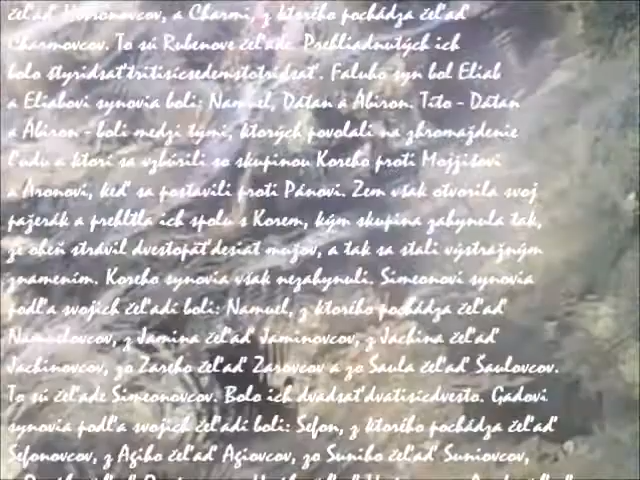 čeľaď Hesronovcov, a Charmi, z ktorého pochádza čeľaď
Charmovcov. To sú Rubenove čeľade. Prehliadnutých ich
bolo štyridsaťtritisícsedemstotridsať. Faluho syn bol Eliab
a Eliabovi synovia boli: Namuel, Dátan a Ábiron. Títo - Dátan
a Ábiron - boli medzi tými, ktorých povolali na zhromaždenie
ľudu a ktorí sa vzbúrili so skupinou Koreho proti Mojžišovi
a Áronovi, keď sa postavili proti Pánovi. Zem však otvorila svoj
pažerák a prehltla ich spolu s Korem, kým skupina zahynula tak,
že oheň strávil dvestopäťdesiat mužov, a tak sa stali výstražným
znamením. Koreho synovia však nezahynuli. Simeonovi synovia
podľa svojich čeľadí boli: Namuel, z ktorého pochádza čeľaď
Namuelovcov, z Jamina čeľaď Jaminovcov, z Jachina čeľaď
Jachinovcov, zo Zareho čeľaď Zarovcov a zo Saula čeľaď Saulovcov.
To sú čeľade Simeonovcov. Bolo ich dvadsaťdvatisícdvesto. Gadovi
synovia podľa svojich čeľadí boli: Sefon, z ktorého pochádza čeľaď
Sefonovcov, z Agiho čeľaď Agiovcov, zo Suniho čeľaď Suniovcov,